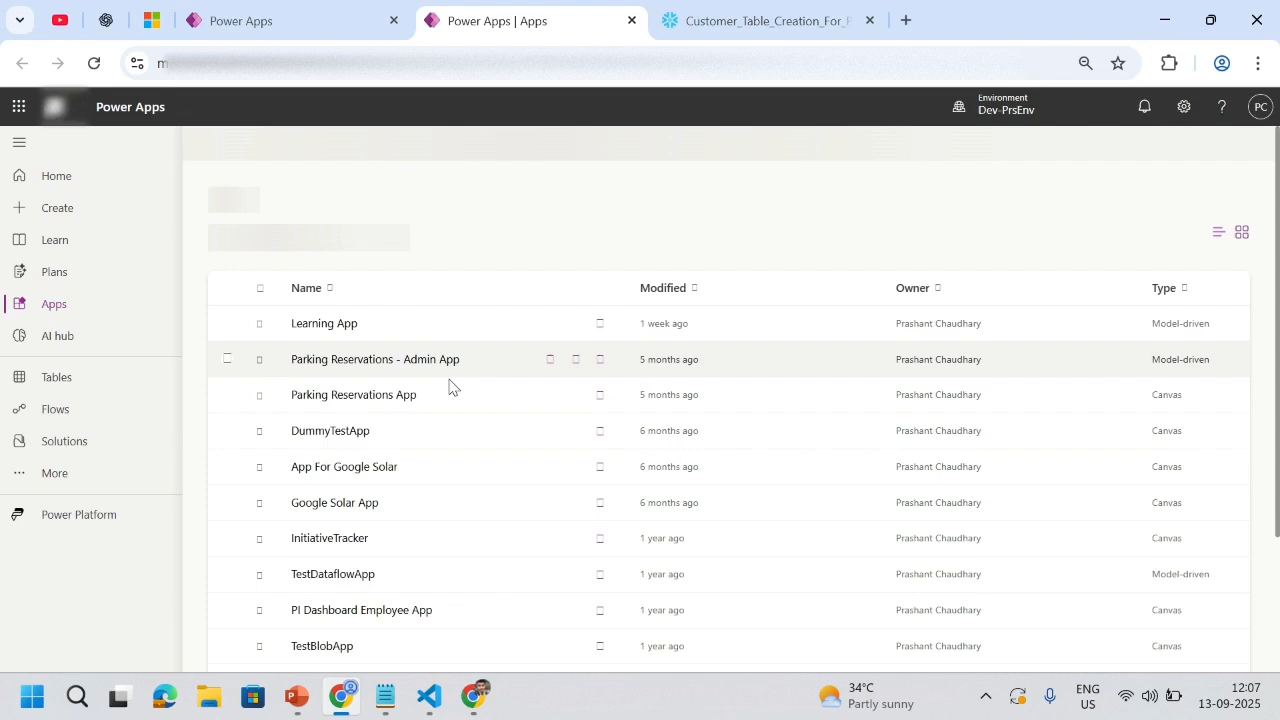 Power Apps
Power Apps | Apps
Customer_Table_Creation_For_
Power Apps
Environment
Dev-PrsEnv
PC
Home
Create
Learn
Plans
Apps
AI hub
Tables
Flows
Solutions
More
Power Platform
Name Modified Owner Type
Learning App 1 week ago Prashant Chaudhary Model-driven
Parking Reservations - Admin App 5 months ago Prashant Chaudhary Model-driven
Parking Reservations App 5 months ago Prashant Chaudhary Canvas
DummyTestApp 6 months ago Prashant Chaudhary Canvas
App For Google Solar 6 months ago Prashant Chaudhary Canvas
Google Solar App 6 months ago Prashant Chaudhary Canvas
InitiativeTracker 1 year ago Prashant Chaudhary Canvas
TestDataflowApp 1 year ago Prashant Chaudhary Model-driven
PI Dashboard Employee App 1 year ago Prashant Chaudhary Canvas
TestBlobApp 1 year ago Prashant Chaudhary Canvas
34°C
Partly sunny
ENG
US
12:07
13-09-2025